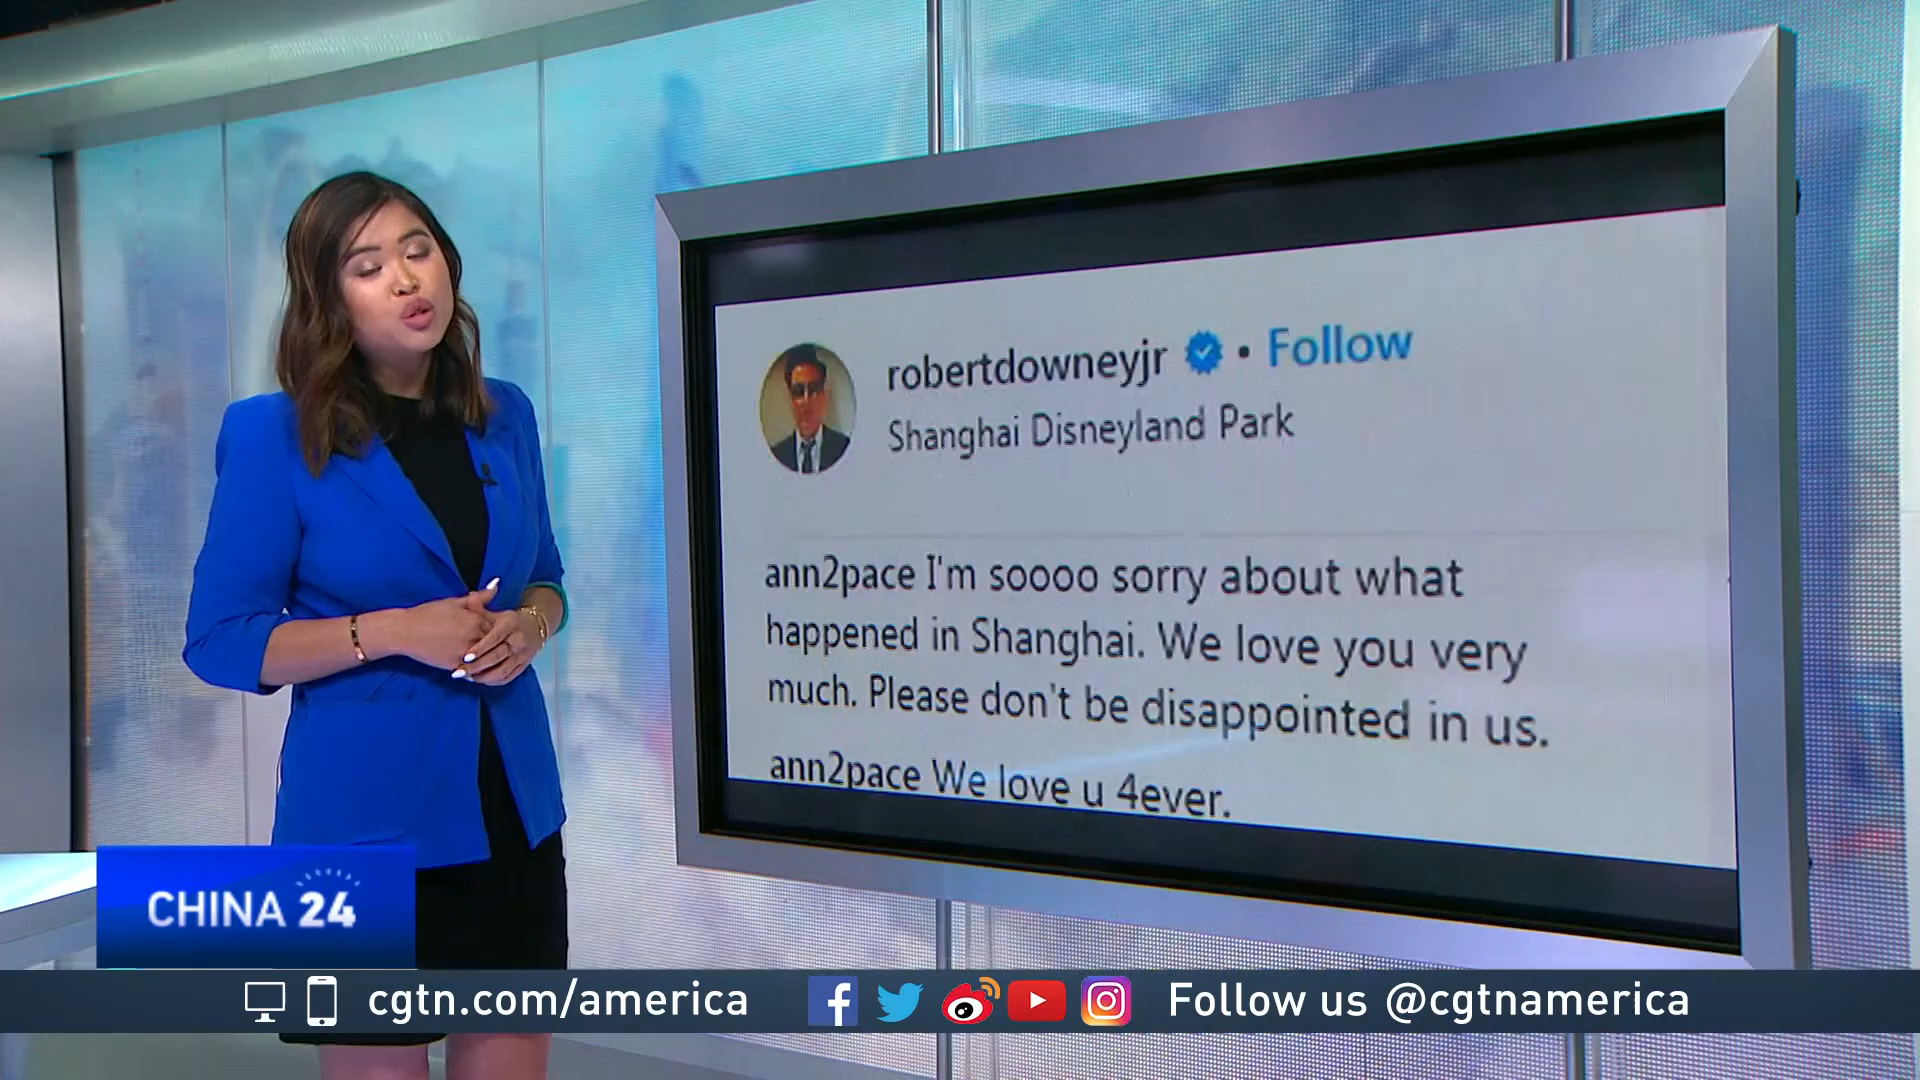 robertdowneyjr • Follow
Shanghai Disneyland Park
ann2pace I'm soooo sorry about what
happened in Shanghai. We love you very
much. Please don't be disappointed in us.
ann2pace We love u 4ever.
CHINA 24
cgtn.com/america
Follow us @cgtnamerica